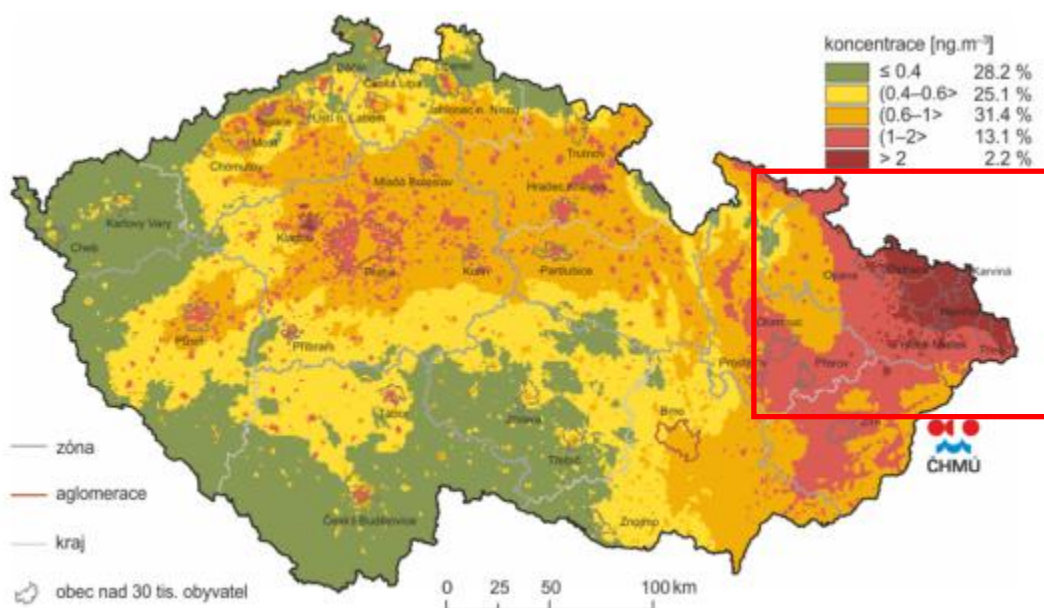 koncentrace [ng.m⁻³]
≤ 0.4 28.2 %
(0.4–0.6> 25.1 %
(0.6–1> 31.4 %
(1–2> 13.1 %
> 2 2.2 %
Děčín
Česká Lípa
Liberec
Jablonec n. Nisou
Ústí n. Labem
Teplice
Most
Chomutov
Trutnov
Mladá Boleslav
Hradec Králové
Karlovy Vary
Cheb
Kladno
Praha
Kolín
Pardubice
Opava
Ostrava
Karviná
Havířov
Olomouc
Frýdek-Místek
Třinec
Plzeň
Příbram
Prostějov
Přerov
Tábor
Jihlava
Brno
Zlín
Třebíč
ČHMÚ
České Budějovice
Znojmo
zóna
aglomerace
kraj
obec nad 30 tis. obyvatel
0 25 50 100 km